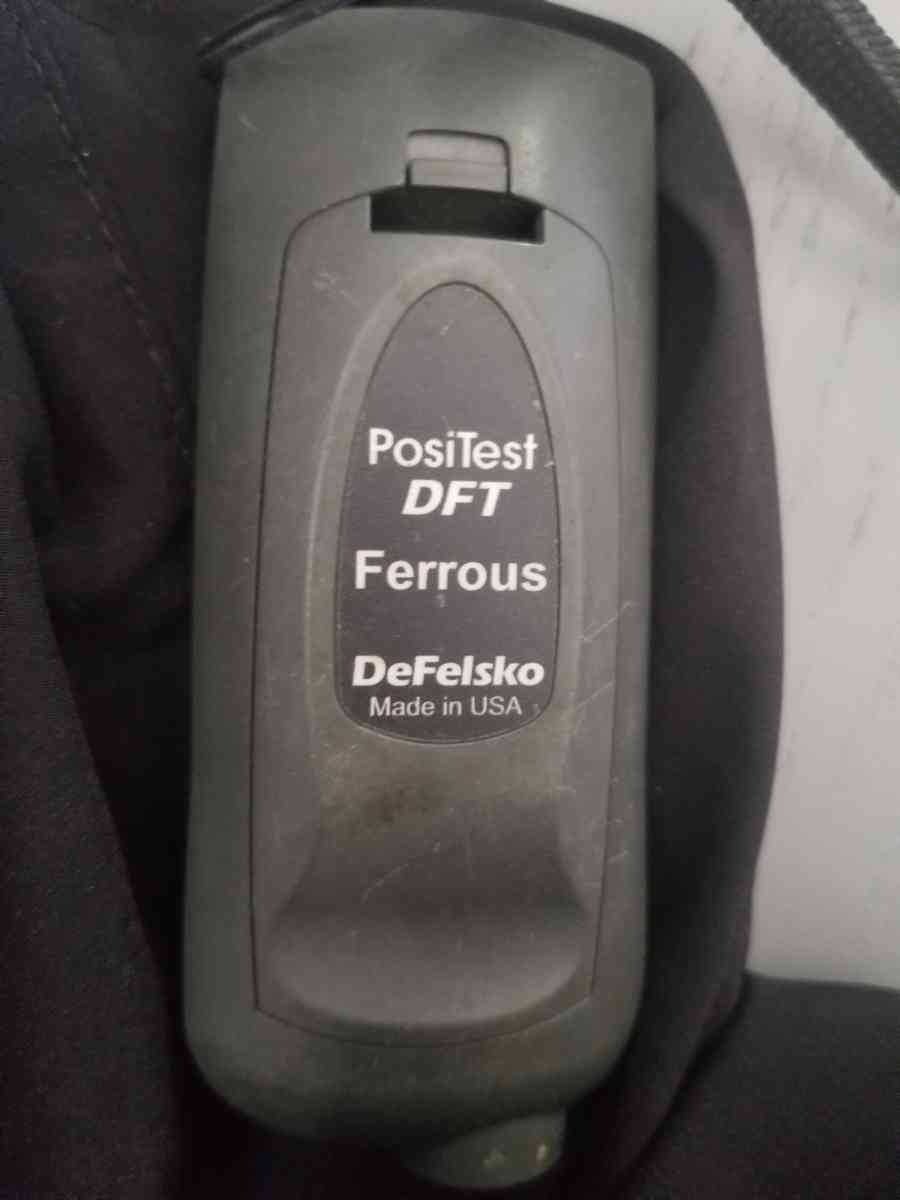 PosiTest
DFT
Ferrous
DeFelsko
Made in USA